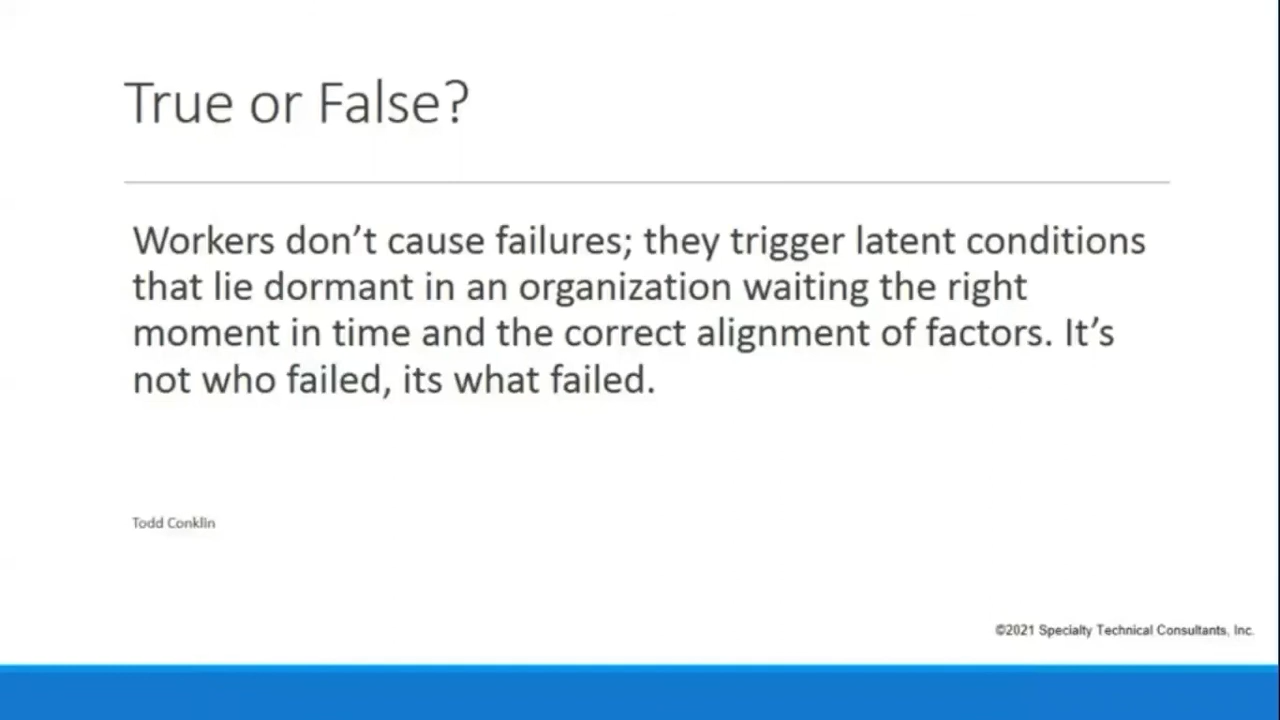 True or False?
Workers don’t cause failures; they trigger latent conditions
that lie dormant in an organization waiting the right
moment in time and the correct alignment of factors. It’s
not who failed, its what failed.
Todd Conklin
©2021 Specialty Technical Consultants, Inc.